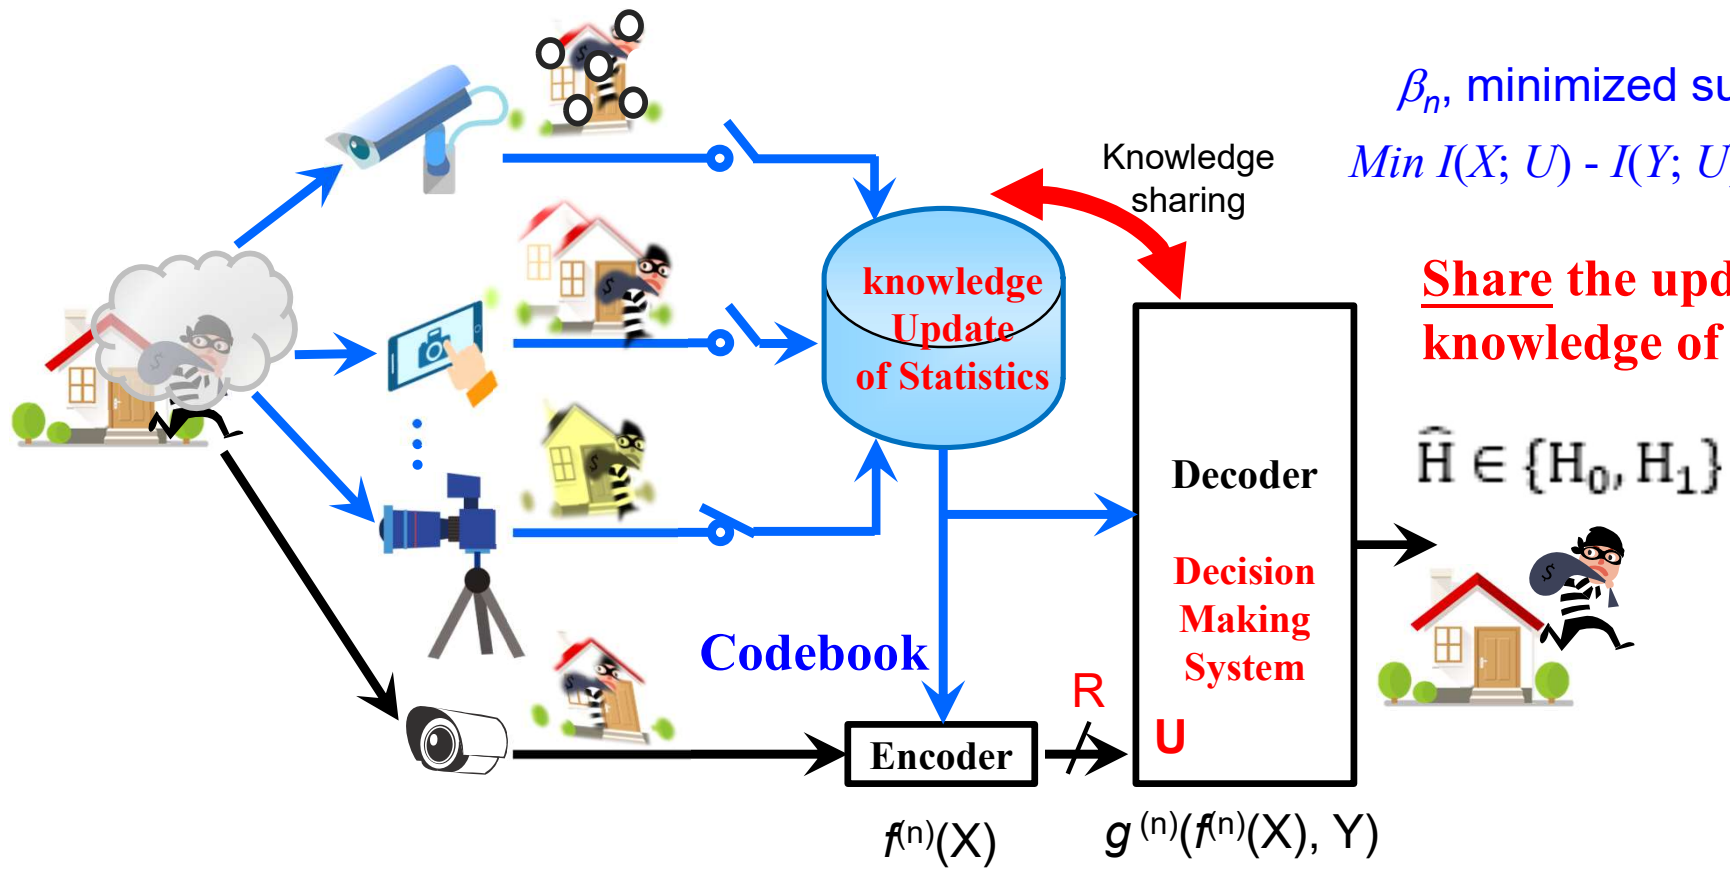 βn, minimized su
Knowledge
sharing
Min I(X; U) - I(Y; U
knowledge
Update
of Statistics
Share the upd
knowledge of
Ĥ ∈ {H0, H1}
Decoder
Decision
Making
System
Codebook
R
U
Encoder
f(n)(X)
g (n)(f(n)(X), Y)